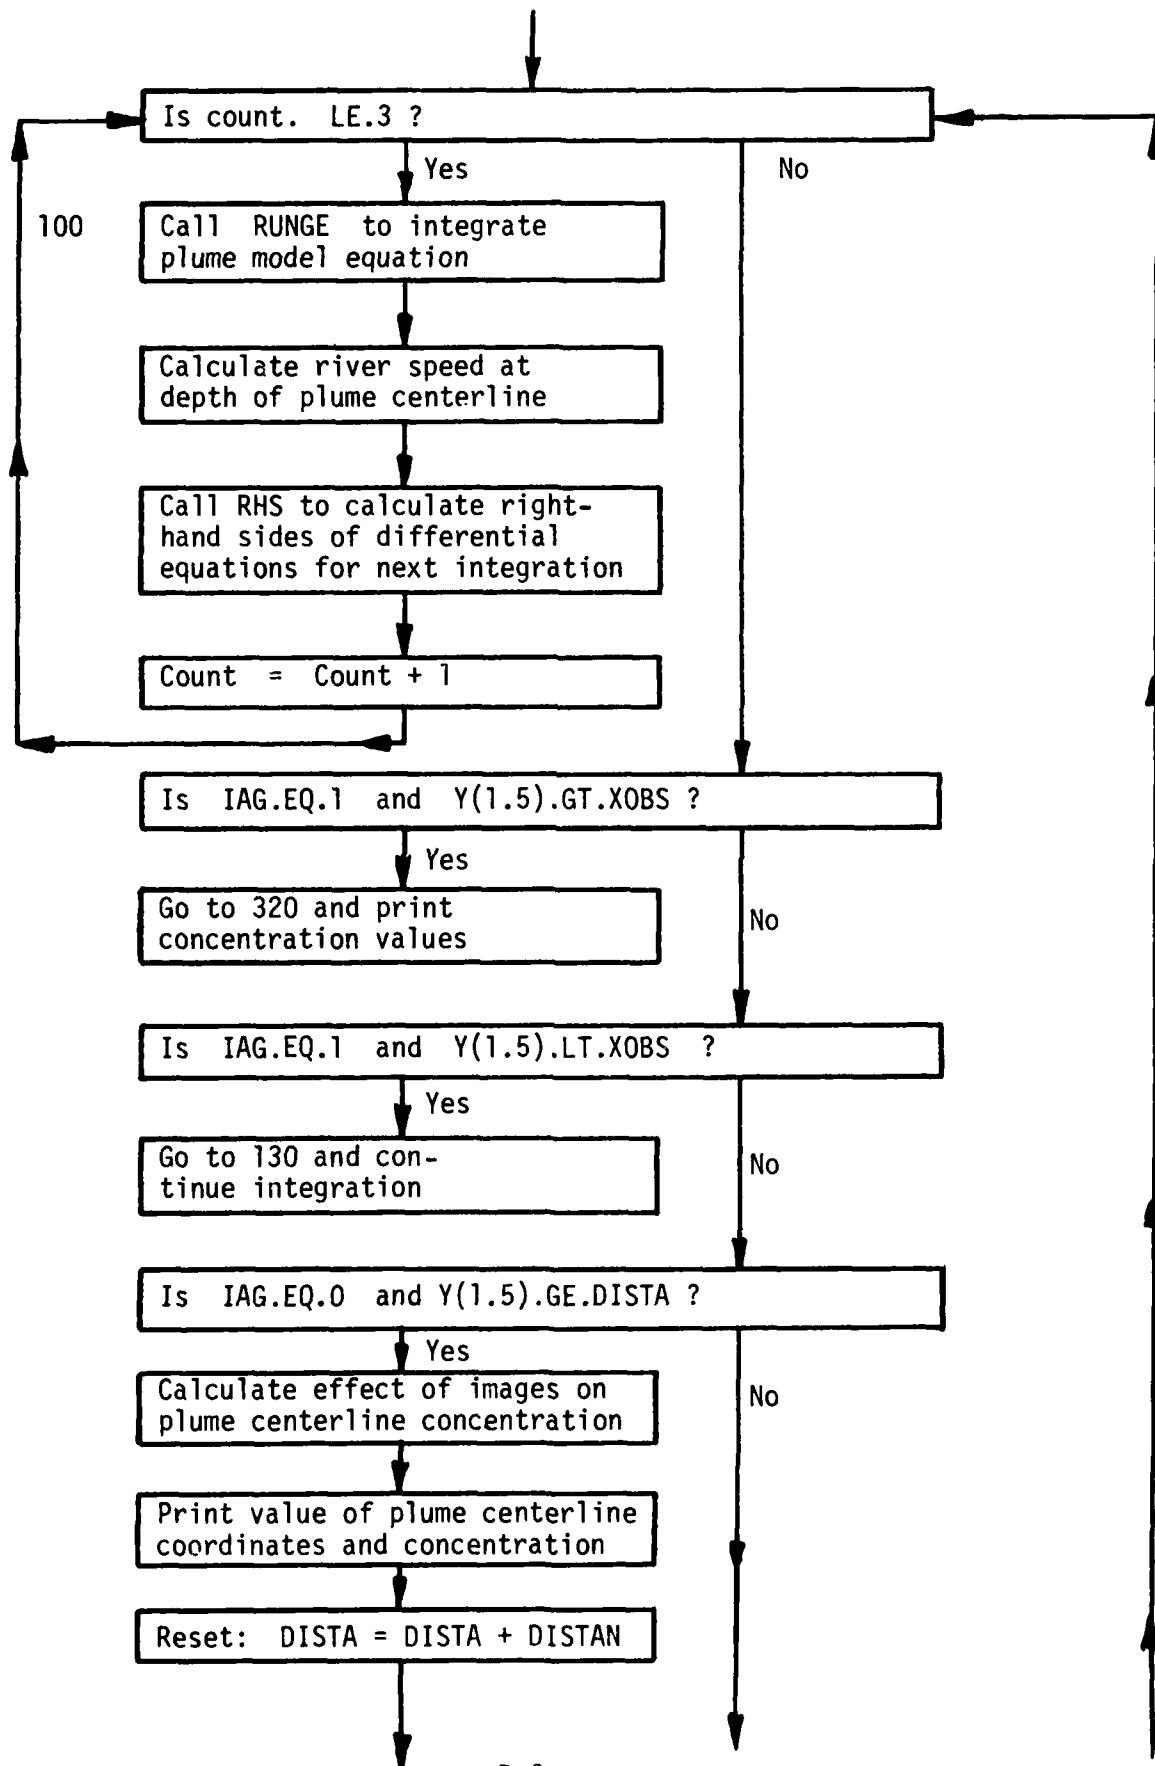 Is count. LE.3 ?
Yes
No
100
Call RUNGE to integrate
plume model equation
Calculate river speed at
depth of plume centerline
Call RHS to calculate right-
hand sides of differential
equations for next integration
Count = Count + 1
Is IAG.EQ.1 and Y(1.5).GT.XOBS ?
Yes
No
Go to 320 and print
concentration values
Is IAG.EQ.1 and Y(1.5).LT.XOBS ?
Yes
No
Go to 130 and con-
tinue integration
Is IAG.EQ.0 and Y(1.5).GE.DISTA ?
Yes
No
Calculate effect of images on
plume centerline concentration
Print value of plume centerline
coordinates and concentration
Reset: DISTA = DISTA + DISTAN